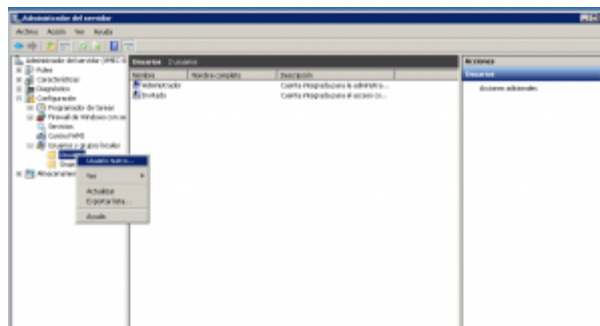 Administrador del servidor
Archivo Acción Ver Ayuda
Administrador del servidor (
Roles
Características
Diagnóstico
Configuración
Programador de tareas
Firewall de Windows con se
Servicios
Control WMI
Usuarios y grupos locales
Usuarios
Almacenamiento
Usuarios 2 usuarios
Nombre Nombre completo Descripción
Administrador Cuenta integrada para la administra...
Invitado Cuenta integrada para el acceso co...
Usuario nuevo...
Ver
Actualizar
Exportar lista...
Ayuda
Acciones
Usuarios
Acciones adicionales